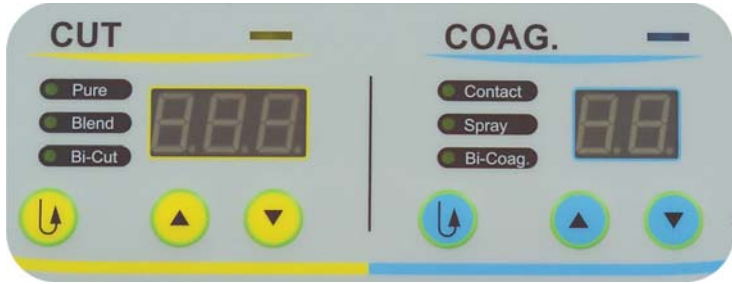 CUT
Pure
Blend
Bi-Cut
COAG.
Contact
Spray
Bi-Coag.